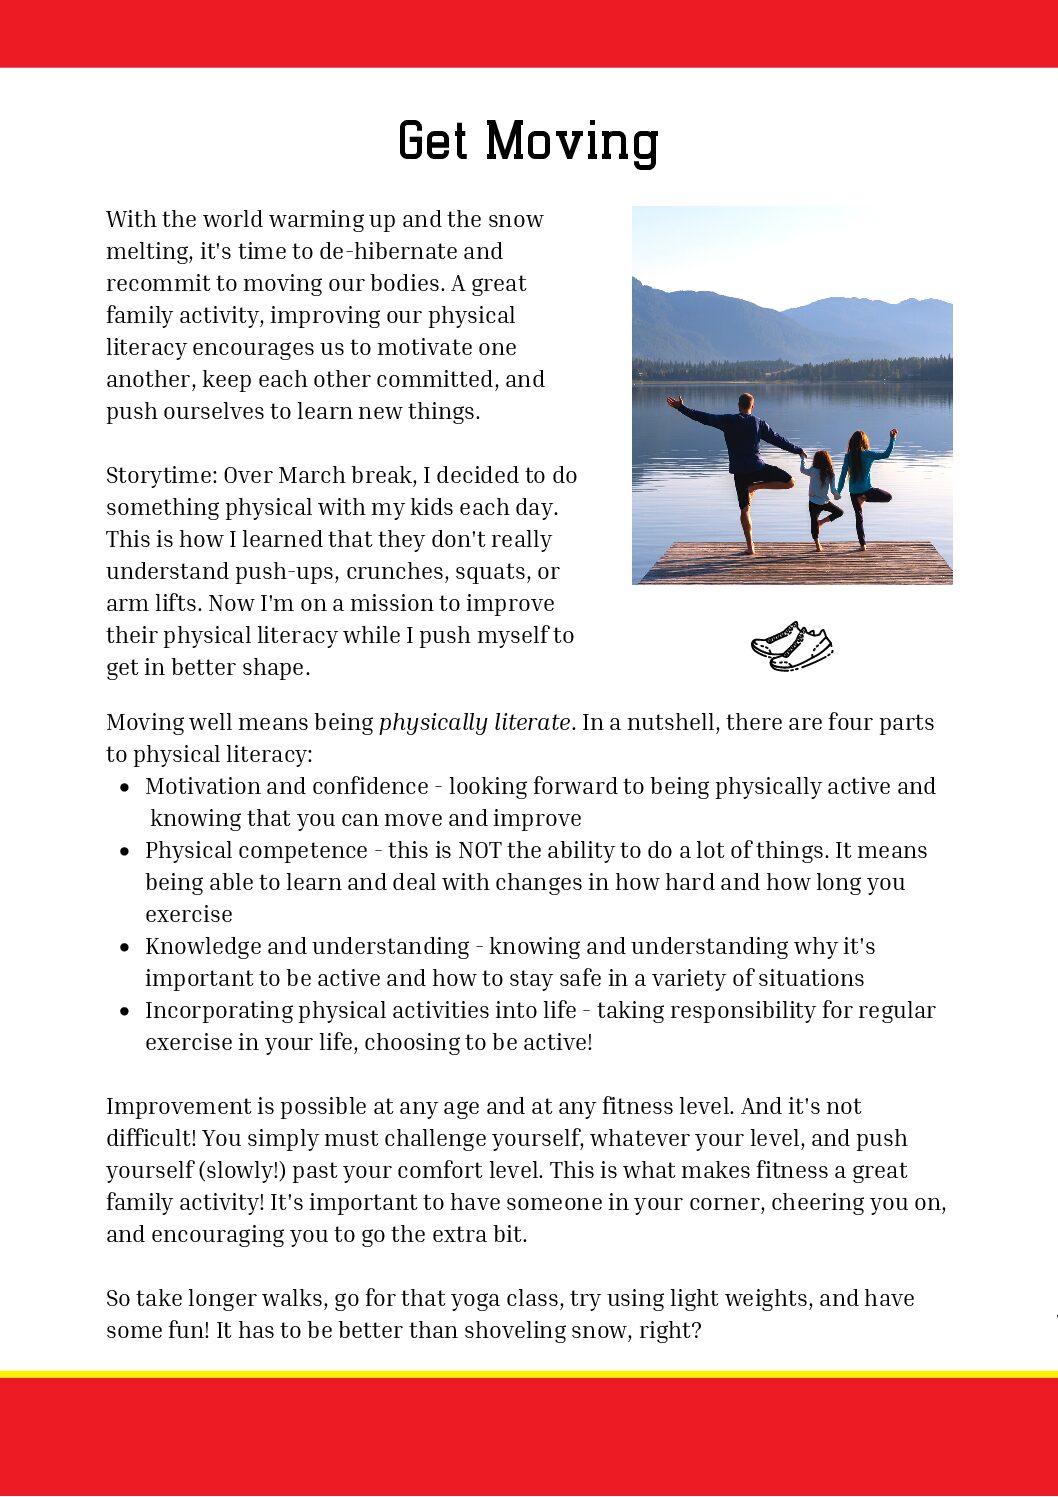 Get Moving
With the world warming up and the snow
melting, it's time to de-hibernate and
recommit to moving our bodies. A great
family activity, improving our physical
literacy encourages us to motivate one
another, keep each other committed, and
push ourselves to learn new things.
Storytime: Over March break, I decided to do
something physical with my kids each day.
This is how I learned that they don't really
understand push-ups, crunches, squats, or
arm lifts. Now I'm on a mission to improve
their physical literacy while I push myself to
get in better shape.
Moving well means being physically literate. In a nutshell, there are four parts
to physical literacy:
• Motivation and confidence - looking forward to being physically active and
knowing that you can move and improve
• Physical competence - this is NOT the ability to do a lot of things. It means
being able to learn and deal with changes in how hard and how long you
exercise
• Knowledge and understanding - knowing and understanding why it's
important to be active and how to stay safe in a variety of situations
• Incorporating physical activities into life - taking responsibility for regular
exercise in your life, choosing to be active!
Improvement is possible at any age and at any fitness level. And it's not
difficult! You simply must challenge yourself, whatever your level, and push
yourself (slowly!) past your comfort level. This is what makes fitness a great
family activity! It's important to have someone in your corner, cheering you on,
and encouraging you to go the extra bit.
So take longer walks, go for that yoga class, try using light weights, and have
some fun! It has to be better than shoveling snow, right?